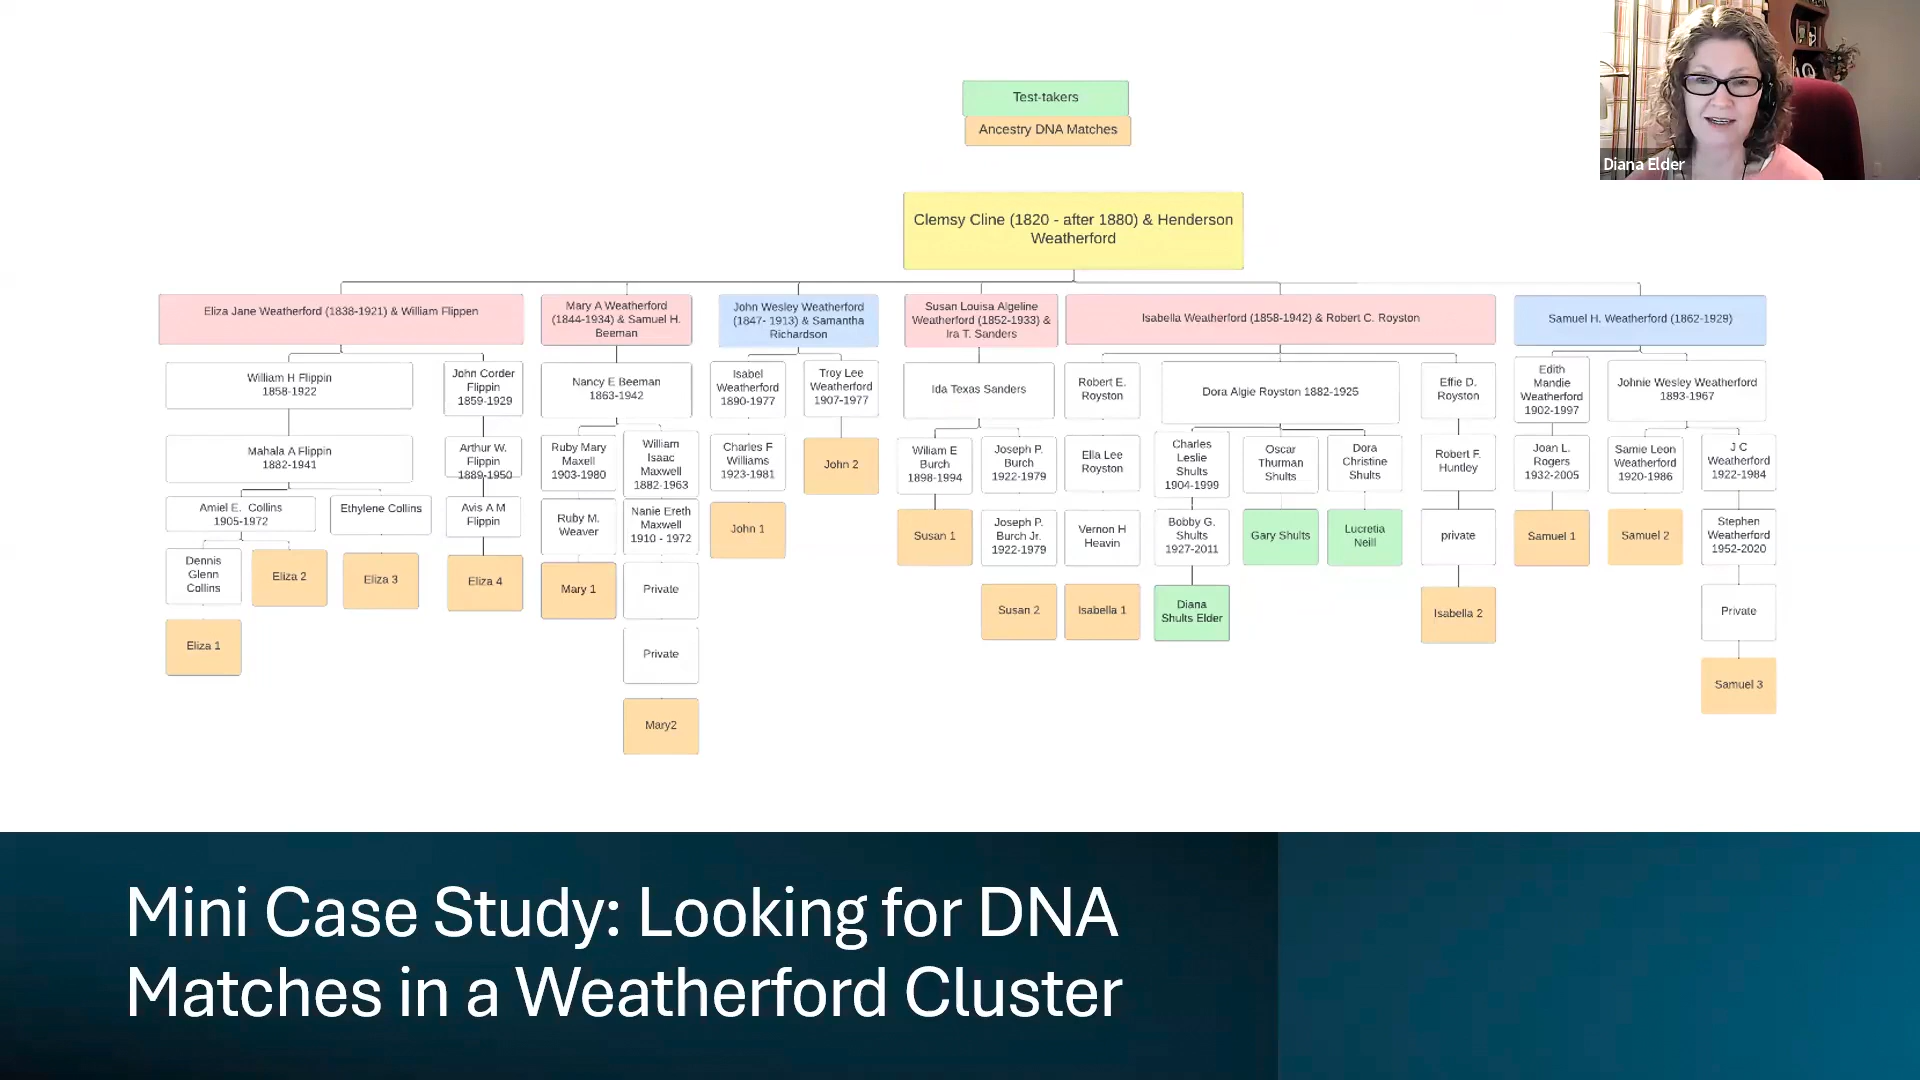 Test-takers
Ancestry DNA Matches
Diana Elder
Clemsy Cline (1820 - after 1880) & Henderson
Weatherford
Eliza Jane Weatherford (1838-1921) & William Flippen
Mary A Weatherford
(1844-1934) & Samuel H.
Beeman
John Wesley Weatherford
(1847- 1913) & Samantha
Richardson
Susan Louisa Algeline
Weatherford (1852-1933) &
Ira T. Sanders
Isabella Weatherford (1858-1942) & Robert C. Royston
Samuel H. Weatherford (1862-1929)
William H Flippin
1858-1922
John Corder
Flippin
1859-1929
Nancy E Beeman
1863-1942
Isabel
Weatherford
1890-1977
Troy Lee
Weatherford
1907-1977
Ida Texas Sanders
Robert E.
Royston
Dora Algie Royston 1882-1925
Effie D.
Royston
Edith
Mandie
Weatherford
1902-1997
Johnie Wesley Weatherford
1893-1967
Mahala A Flippin
1882-1941
Arthur W.
Flippin
1889-1950
Ruby Mary
Maxell
1903-1980
William
Isaac
Maxwell
1882-1963
Charles F
Williams
1923-1981
John 2
Wiliam E
Burch
1898-1994
Joseph P.
Burch
1922-1979
Ella Lee
Royston
Charles
Leslie
Shults
1904-1999
Oscar
Thurman
Shults
Dora
Christine
Shults
Robert F.
Huntley
Joan L.
Rogers
1932-2005
Samie Leon
Weatherford
1920-1986
J C
Weatherford
1922-1984
Amiel E. Collins
1905-1972
Ethylene Collins
Avis A M
Flippin
Ruby M.
Weaver
Nanie Ereth
Maxwell
1910 - 1972
John 1
Susan 1
Joseph P.
Burch Jr.
1922-1979
Vernon H
Heavin
Bobby G.
Shults
1927-2011
Gary Shults
Lucretia
Neill
private
Samuel 1
Samuel 2
Stephen
Weatherford
1952-2020
Dennis
Glenn
Collins
Eliza 2
Eliza 3
Eliza 4
Mary 1
Private
Susan 2
Isabella 1
Diana
Shults Elder
Isabella 2
Private
Eliza 1
Private
Samuel 3
Mary2
Mini Case Study: Looking for DNA
Matches in a Weatherford Cluster